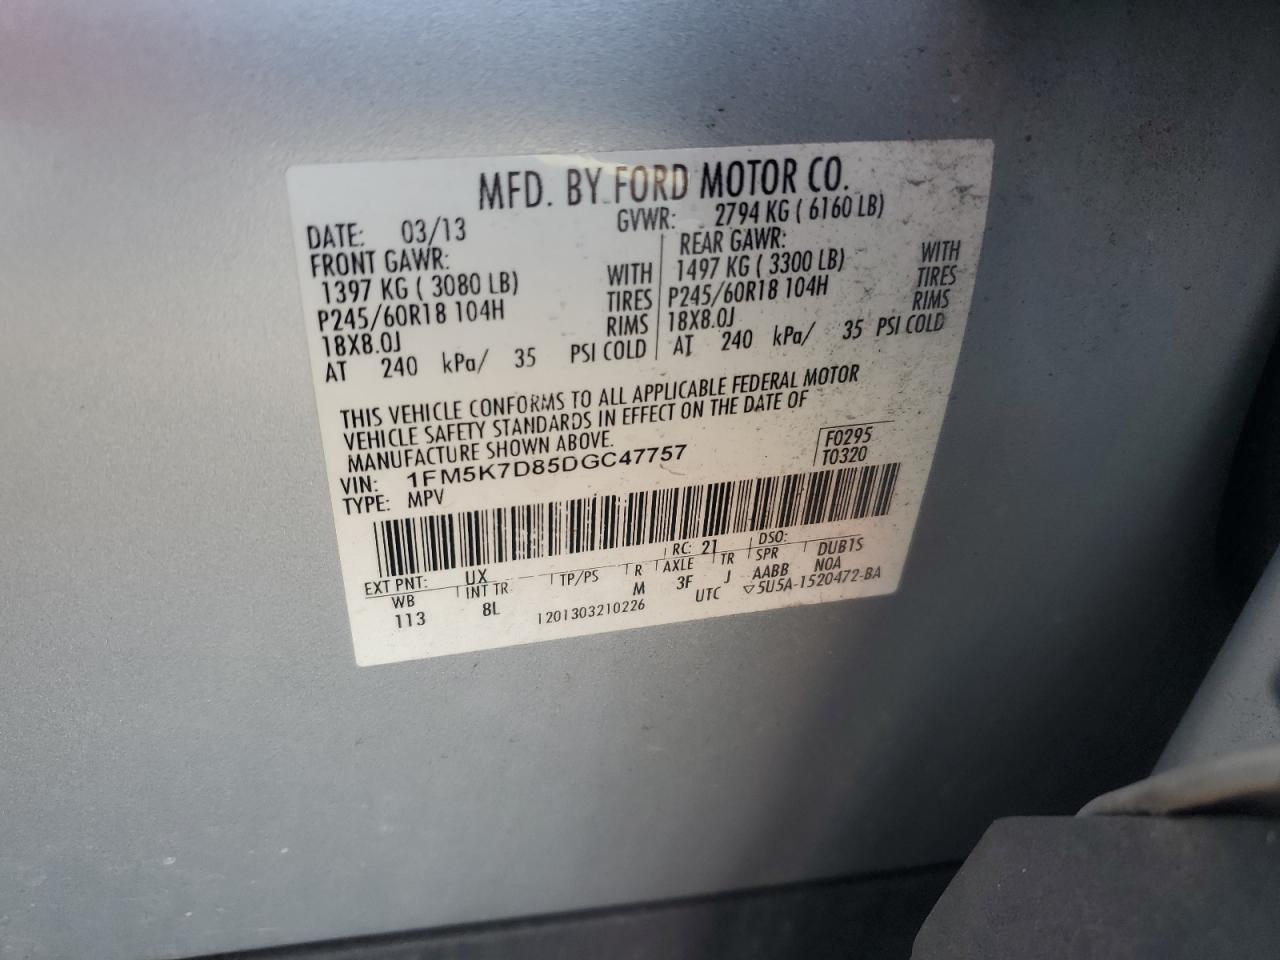 MFD. BY FORD MOTOR CO.
DATE: 03/13 GVWR: 2794 KG ( 6160 LB)
FRONT GAWR: REAR GAWR:
1397 KG ( 3080 LB) WITH 1497 KG ( 3300 LB) WITH
P245/60R18 104H TIRES P245/60R18 104H TIRES
18X8.0J RIMS 18X8.0J RIMS
AT 240 kPa/ 35 PSI COLD AT 240 kPa/ 35 PSI COLD
THIS VEHICLE CONFORMS TO ALL APPLICABLE FEDERAL MOTOR
VEHICLE SAFETY STANDARDS IN EFFECT ON THE DATE OF
MANUFACTURE SHOWN ABOVE.
F0295
VIN: 1FM5K7D85DGC47757
T0320
TYPE: MPV
EXT PNT: UX RC: 21 DSO:
WB INT TR TP/PS R AXLE TR SPR DUB1S
113 8L M 3F J AABB N0A
1201303210226 UTC ▽5U5A-1520472-BA